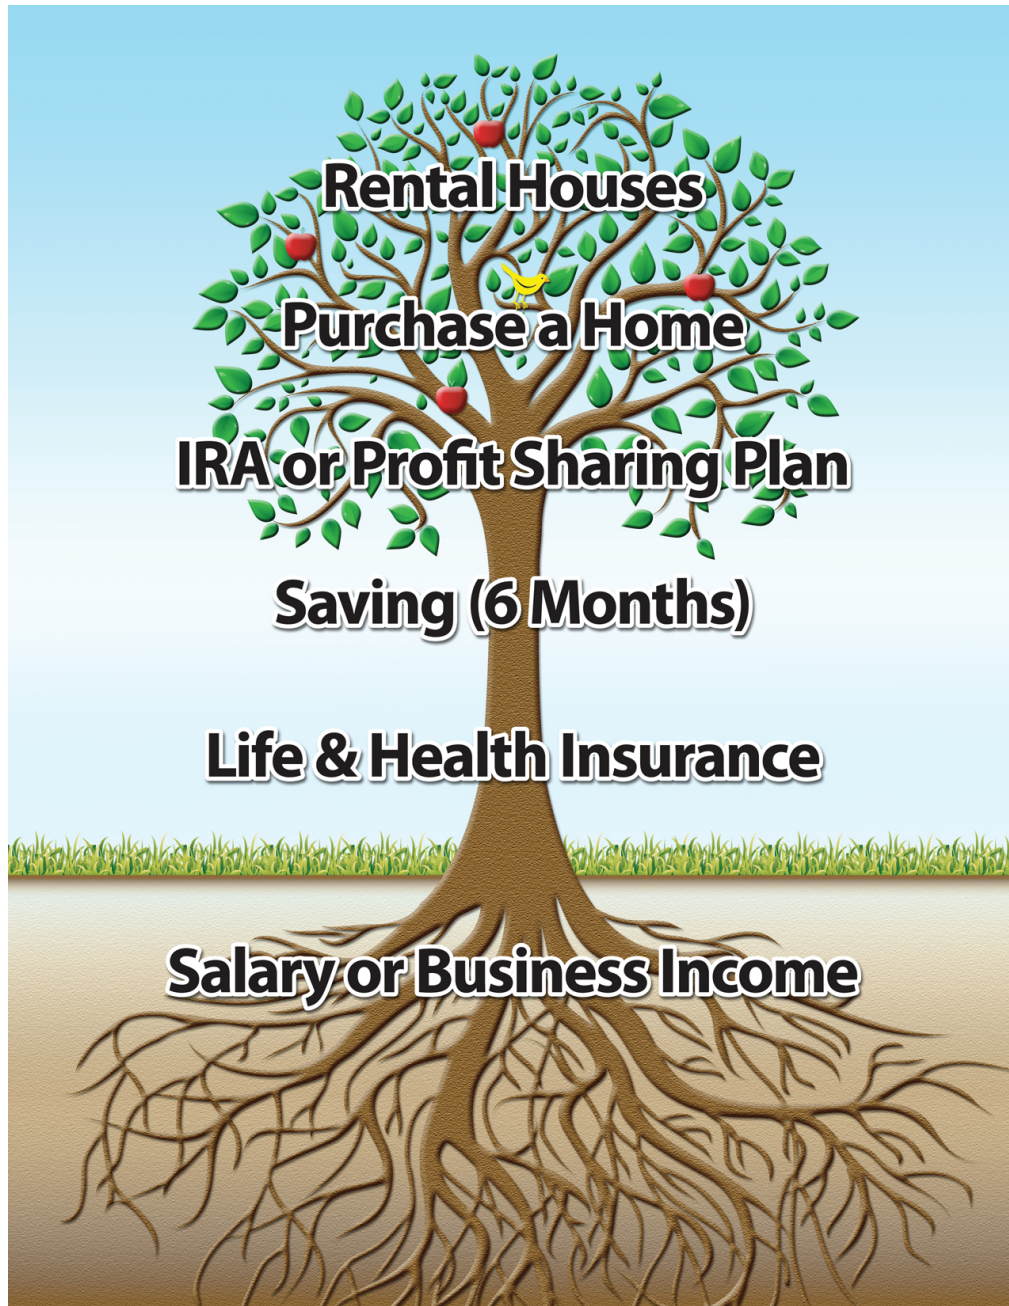 Rental Houses
Purchase a Home
IRA or Profit Sharing Plan
Saving (6 Months)
Life & Health Insurance
Salary or Business Income